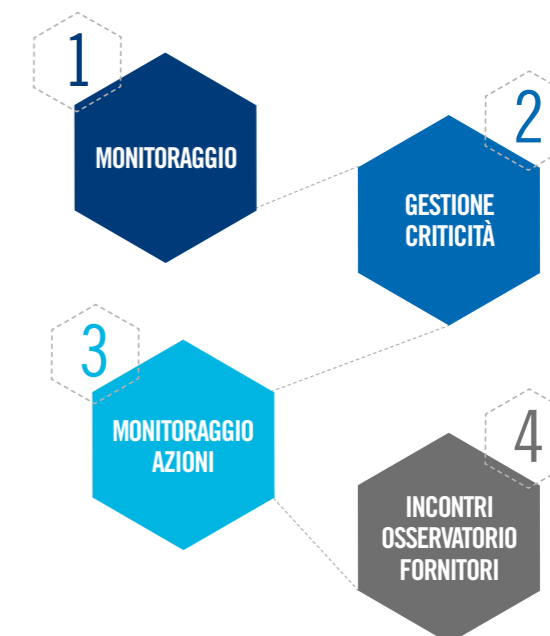 1
MONITORAGGIO
2
GESTIONE
CRITICITÀ
3
MONITORAGGIO
AZIONI
4
INCONTRI
OSSERVATORIO
FORNITORI